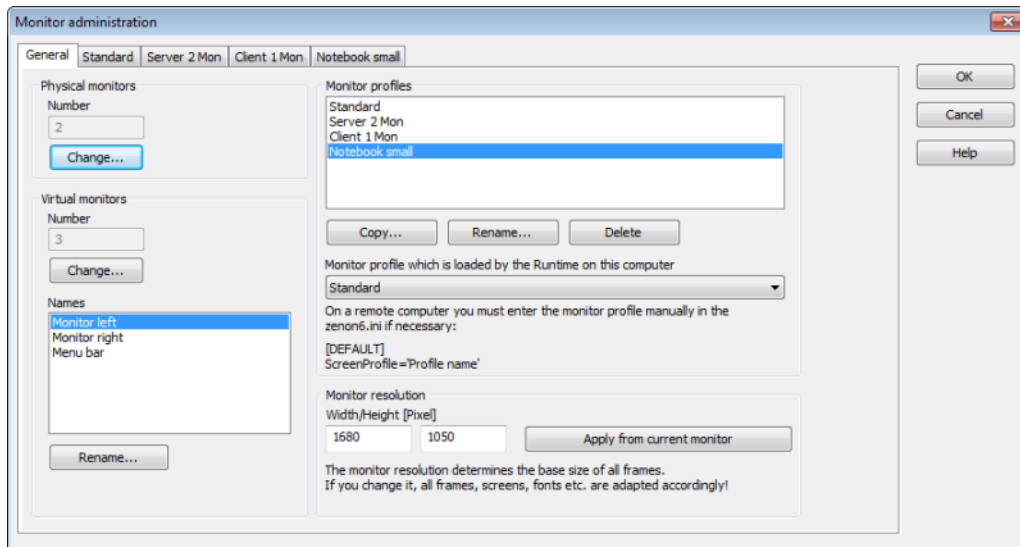 Monitor administration
General
Standard
Server 2 Mon
Client 1 Mon
Notebook small
Physical monitors
Number
2
Change...
Virtual monitors
Number
3
Change...
Names
Monitor left
Monitor right
Menu bar
Rename...
Monitor profiles
Standard
Server 2 Mon
Client 1 Mon
Notebook small
Copy...
Rename...
Delete
Monitor profile which is loaded by the Runtime on this computer
Standard
On a remote computer you must enter the monitor profile manually in the
zenon6.ini if necessary:
[DEFAULT]
ScreenProfile='Profile name'
Monitor resolution
Width/Height [Pixel]
1680
1050
Apply from current monitor
The monitor resolution determines the base size of all frames.
If you change it, all frames, screens, fonts etc. are adapted accordingly!
OK
Cancel
Help